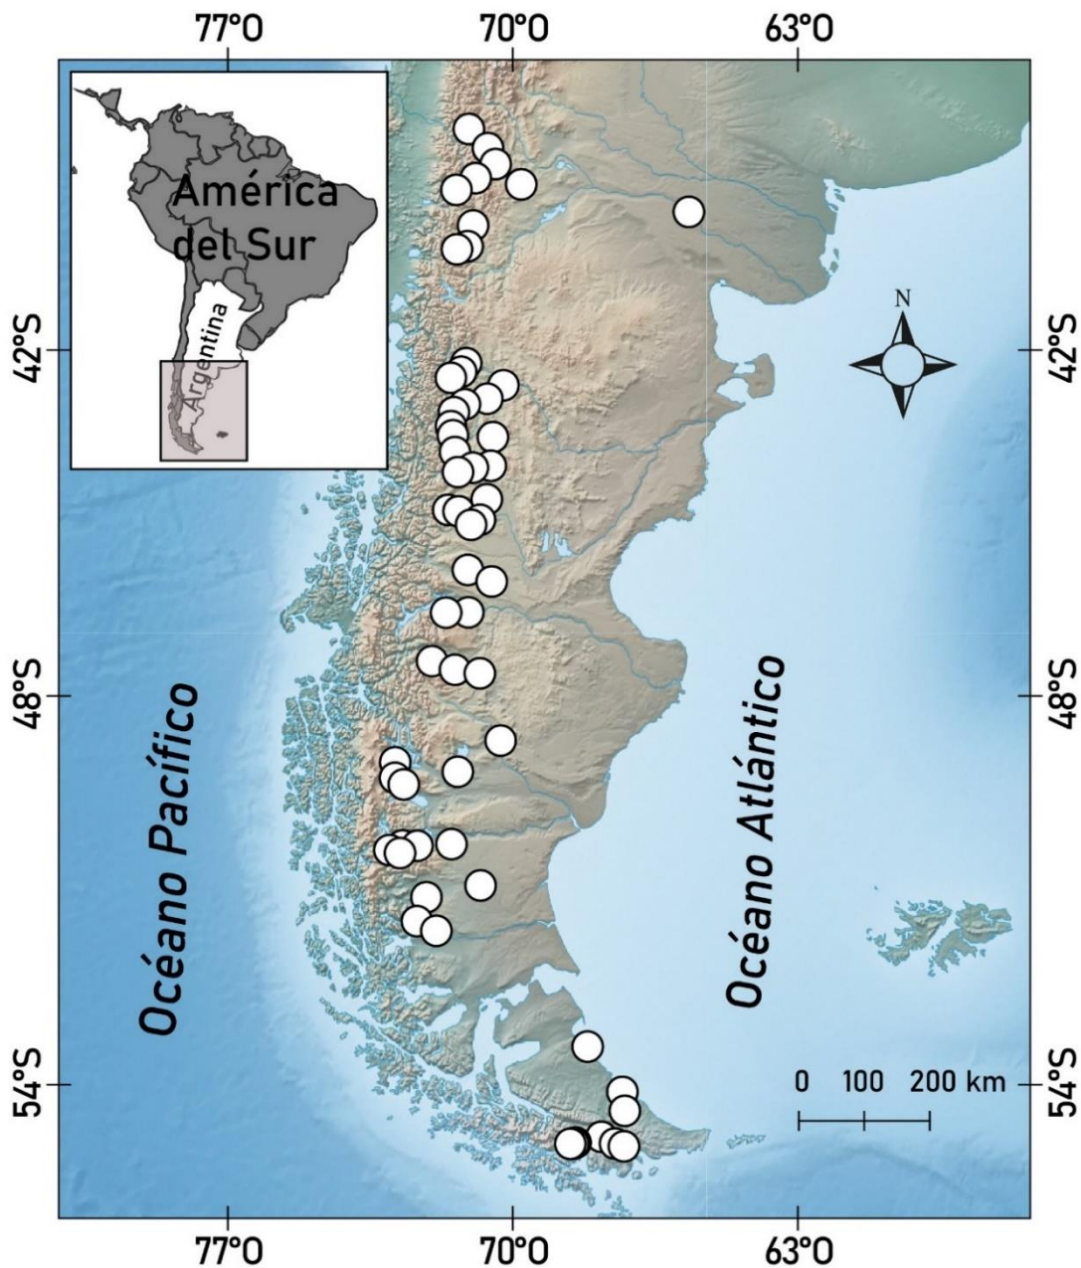 77°O 70°O 63°O
América
del Sur
Argentina
N
42°S 42°S
48°S 48°S
Océano Pacífico
Océano Atlántico
54°S 54°S
0 100 200 km
77°O 70°O 63°O